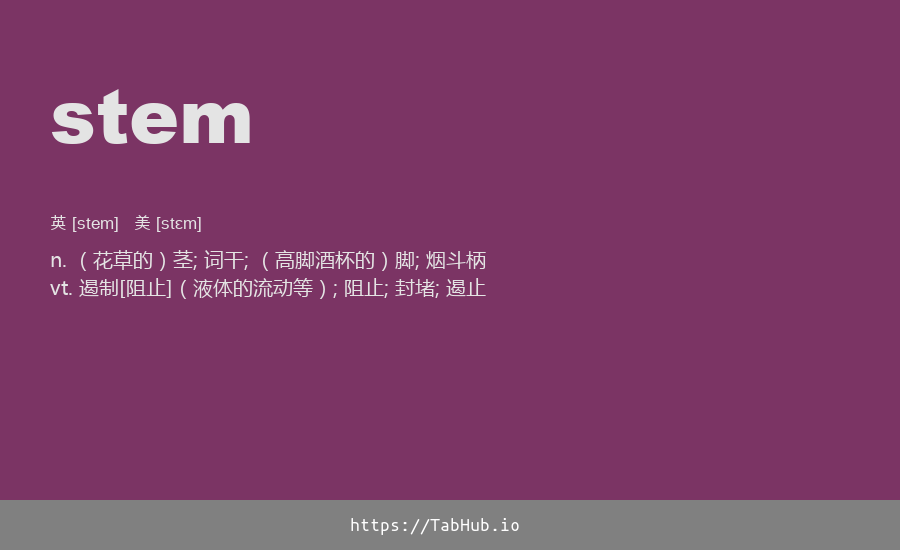 stem
英 [stem] 美 [stɛm]
n. （花草的）茎; 词干; （高脚酒杯的）脚; 烟斗柄
vt. 遏制[阻止]（液体的流动等）; 阻止; 封堵; 遏止
https://TabHub.io